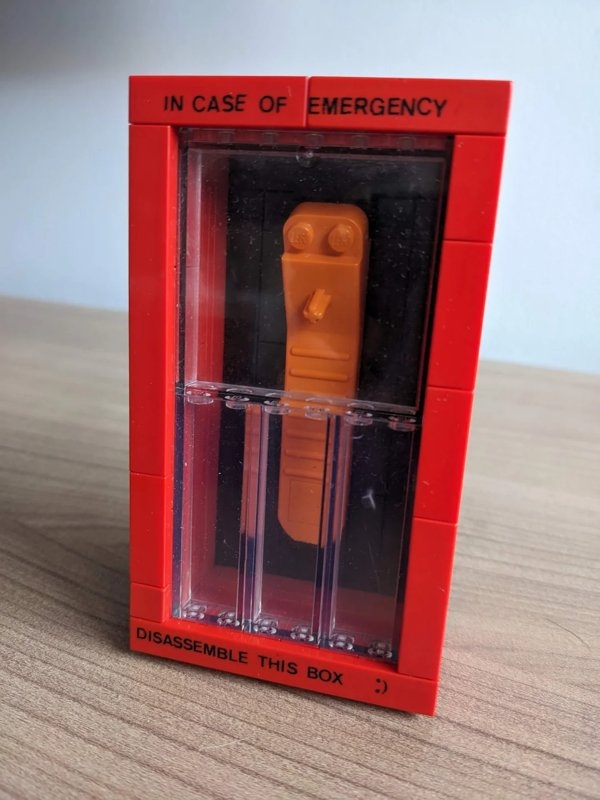 IN CASE OF EMERGENCY
DISASSEMBLE THIS BOX ;)